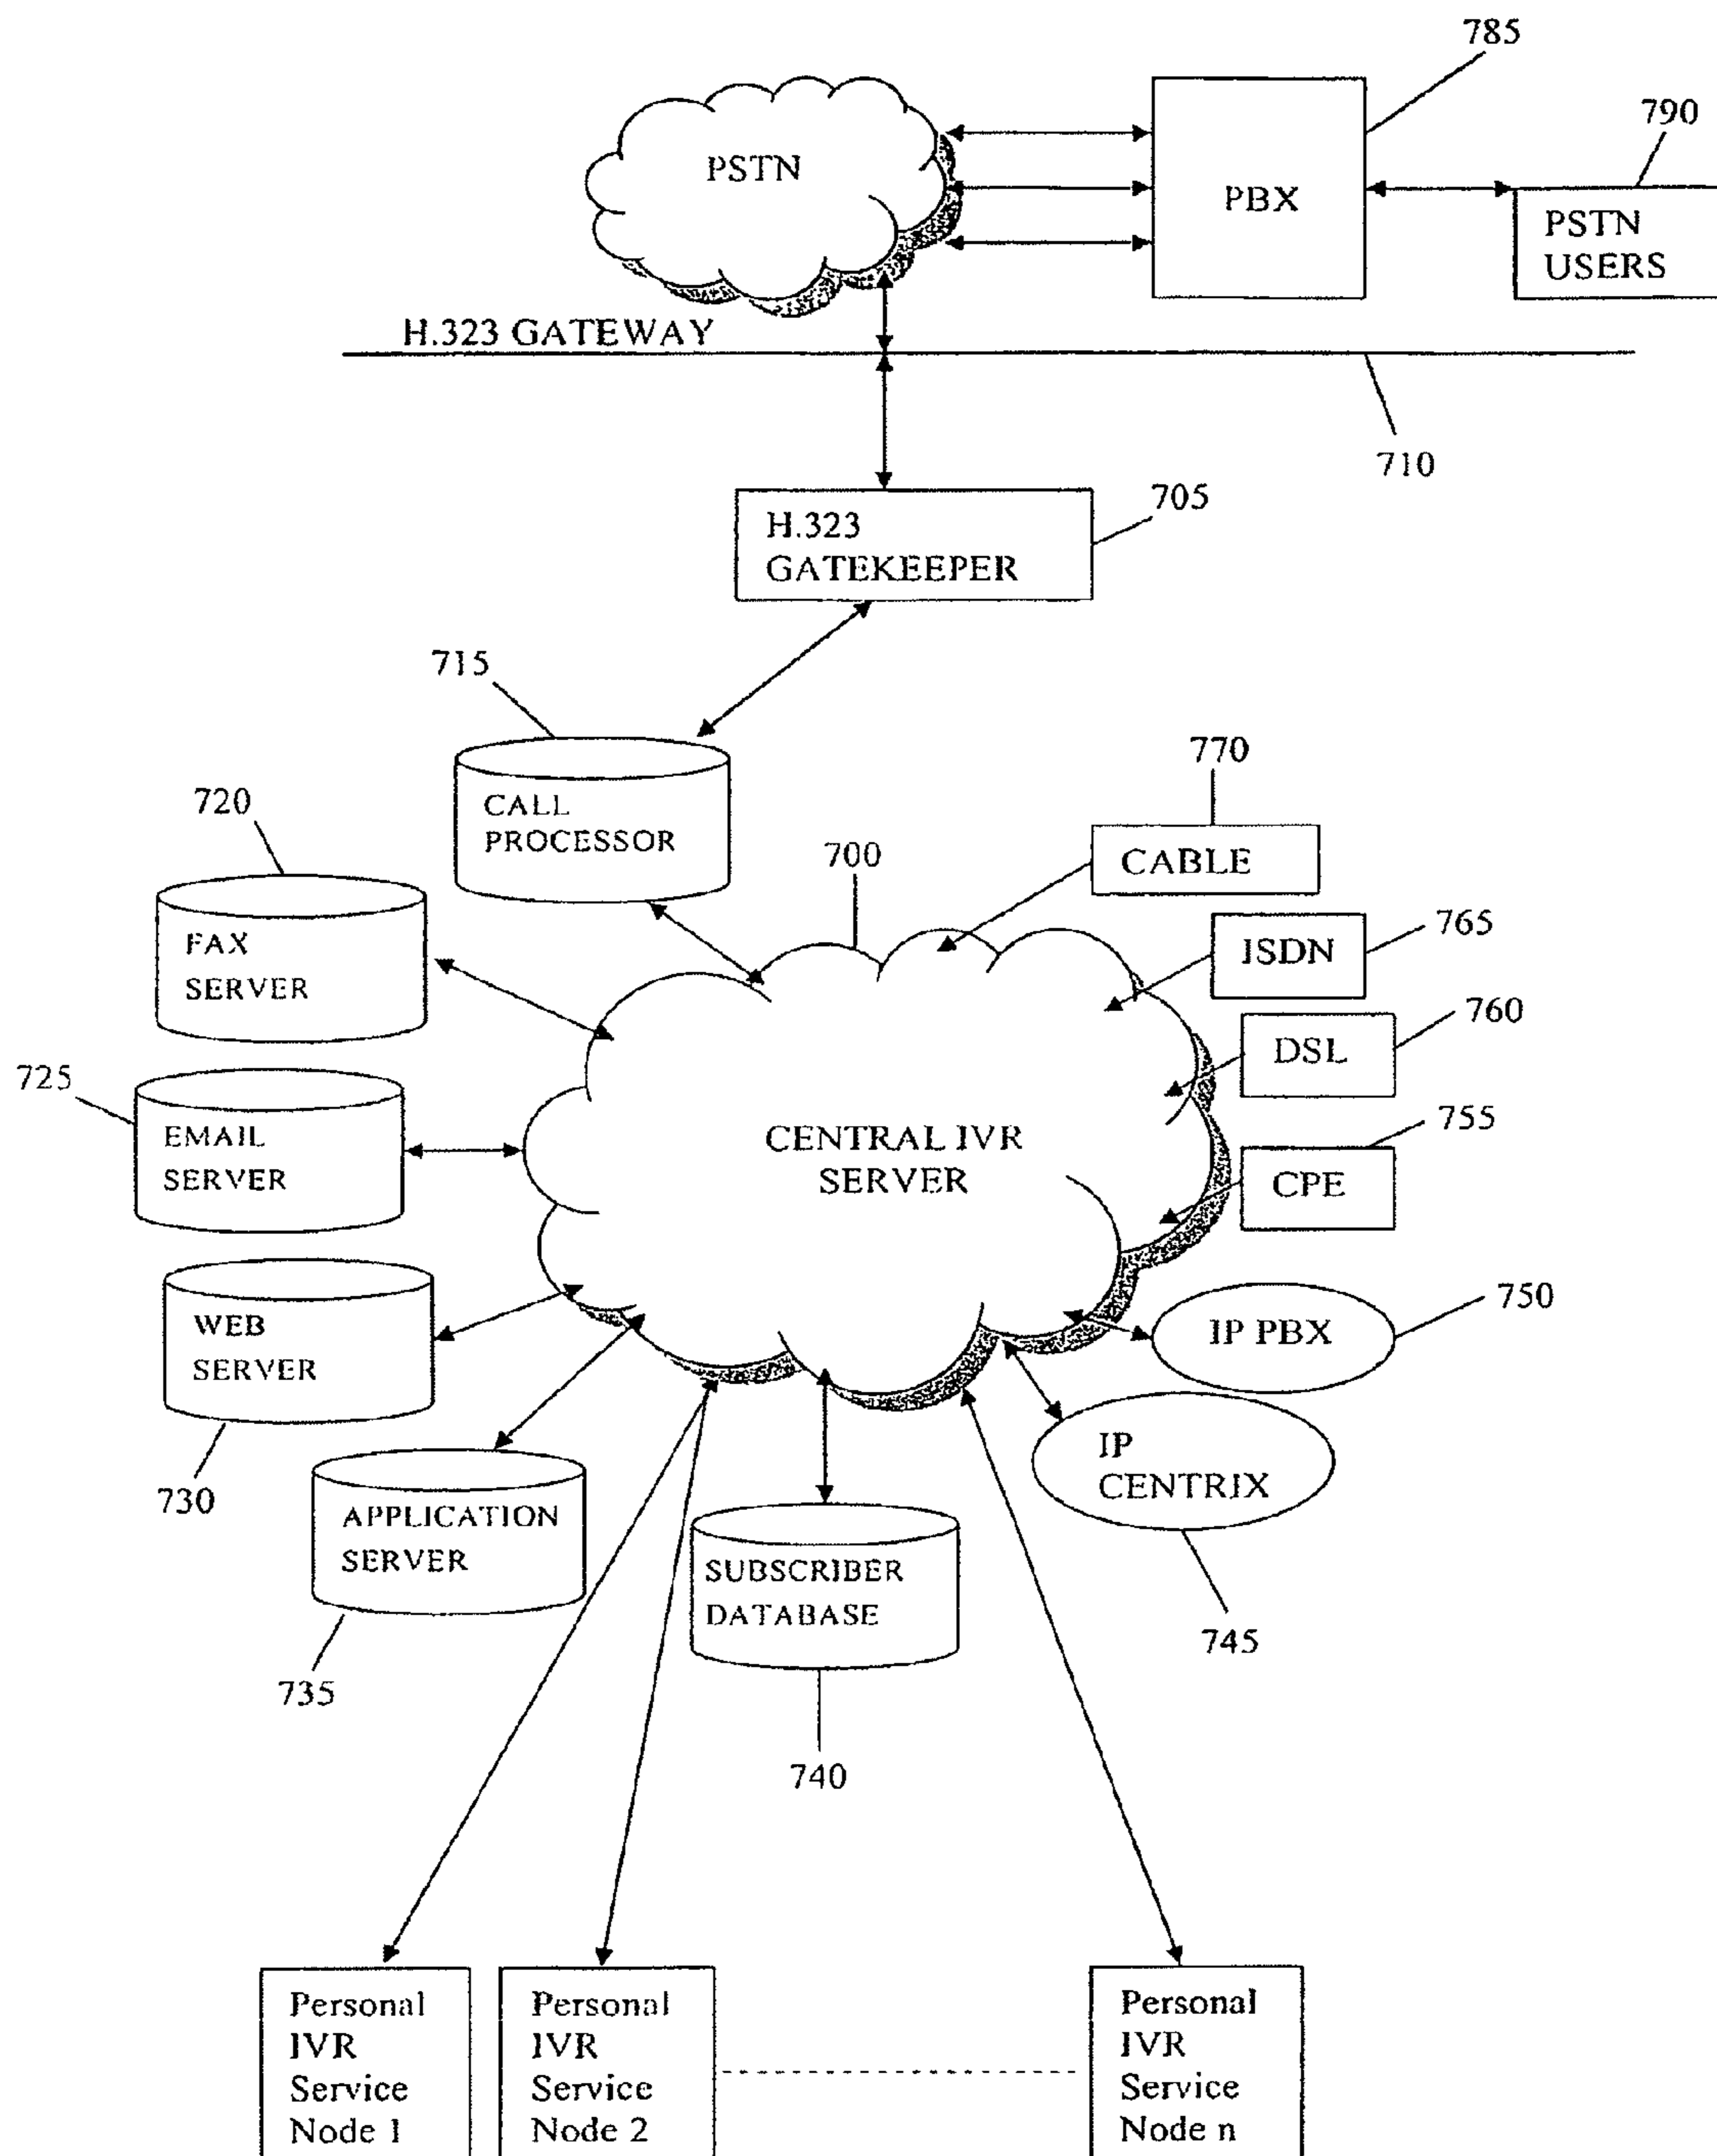 785
790
PSTN
PBX
PSTN
USERS
H.323 GATEWAY
710
705
H.323
GATEKEEPER
715
770
720
CALL
PROCESSOR
700
CABLE
765
FAX
SERVER
ISDN
760
DSL
725
755
EMAIL
SERVER
CENTRAL IVR
SERVER
CPE
750
WEB
SERVER
IP PBX
730
IP
CENTRIX
APPLICATION
SERVER
SUBSCRIBER
DATABASE
745
735
740
Personal
IVR
Service
Node 1
Personal
IVR
Service
Node 2
Personal
IVR
Service
Node n